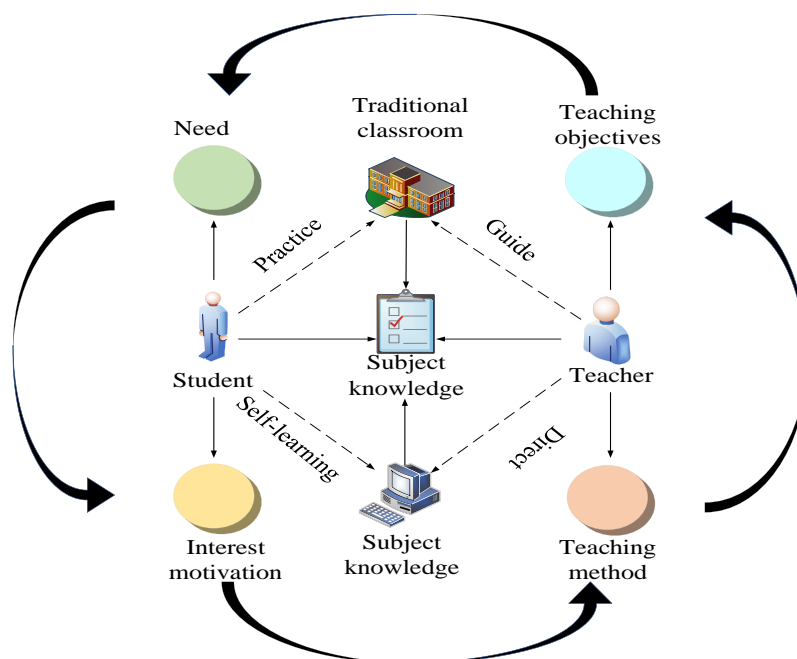 Need
Traditional
classroom
Teaching
objectives
Practice
Guide
Student
Subject
knowledge
Teacher
Self-learning
Direct
Interest
motivation
Subject
knowledge
Teaching
method